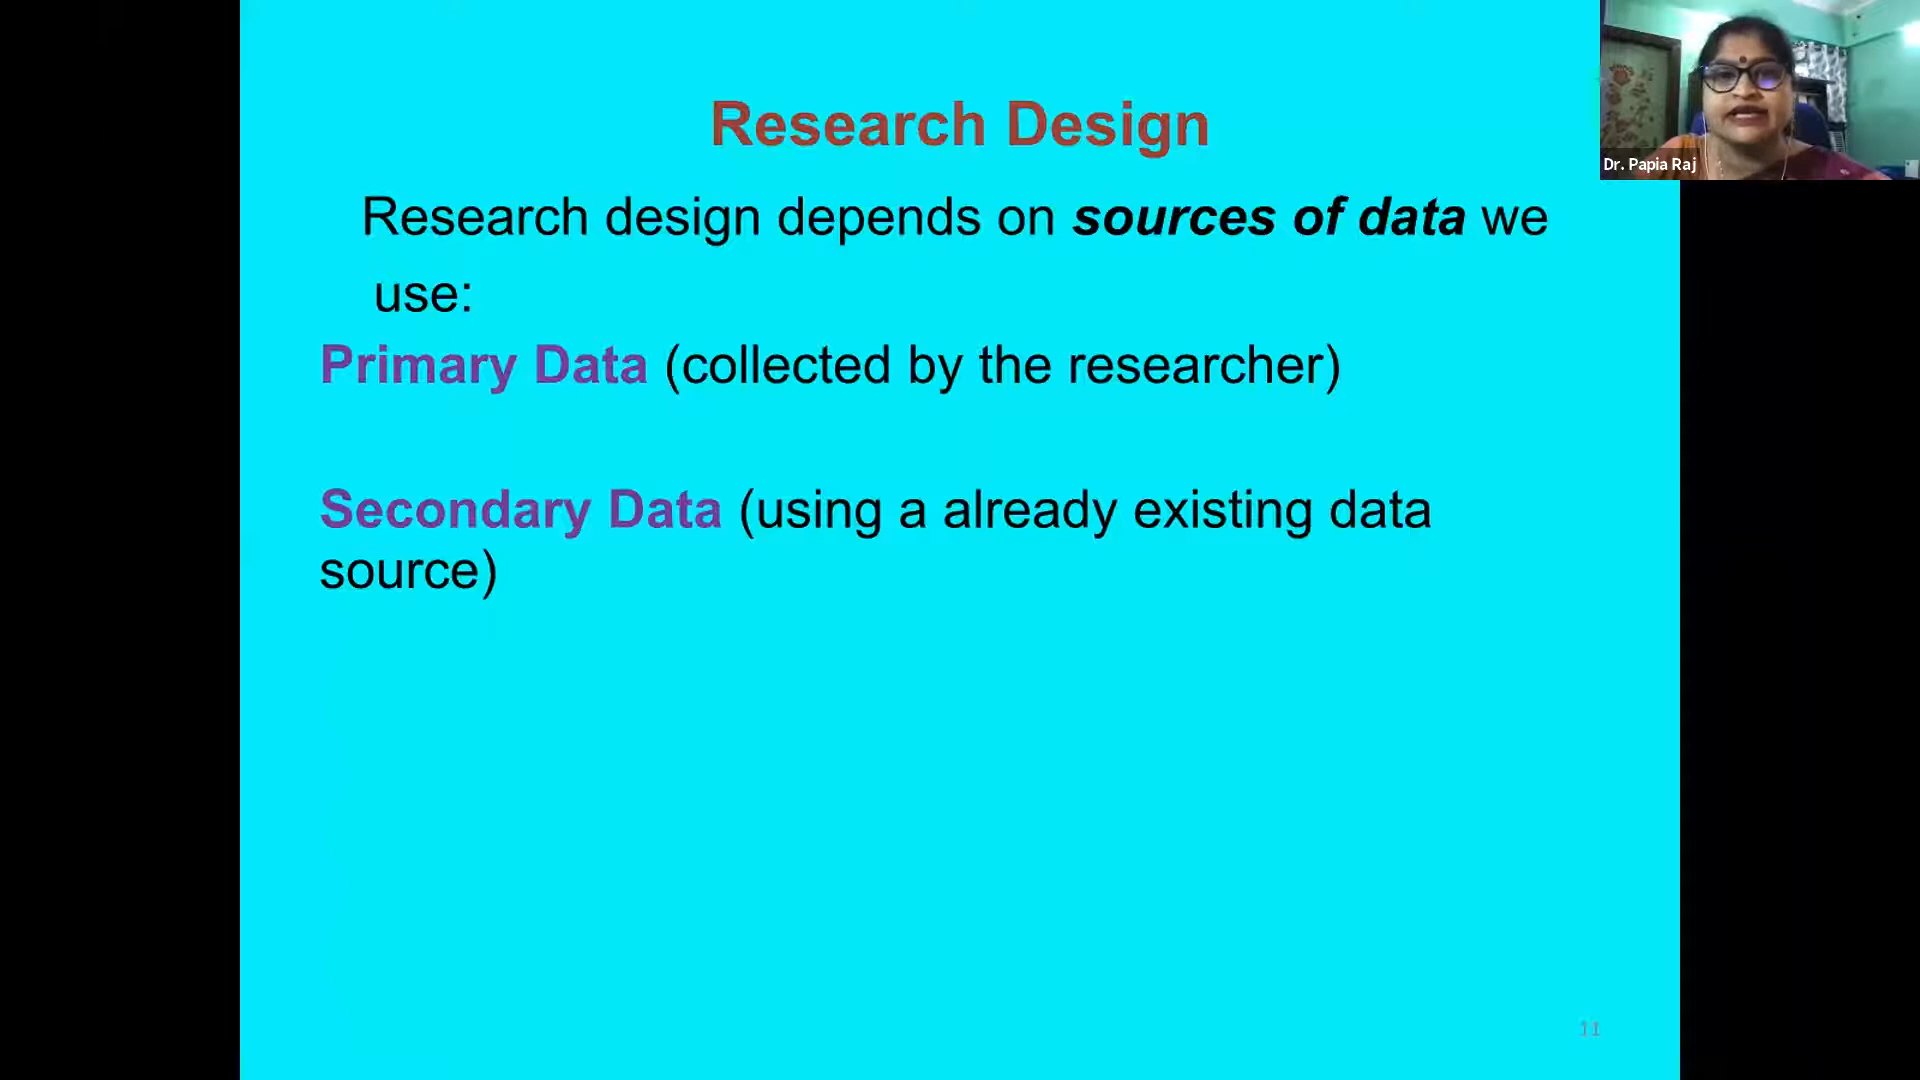 Research Design
Dr. Papia Raj
Research design depends on sources of data we
use:
Primary Data (collected by the researcher)
Secondary Data (using a already existing data
source)
11